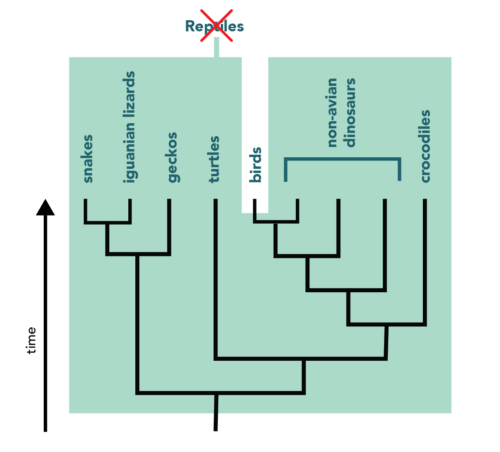 Reptiles
snakes
iguanian lizards
geckos
turtles
birds
non-avian
dinosaurs
crocodiles
time